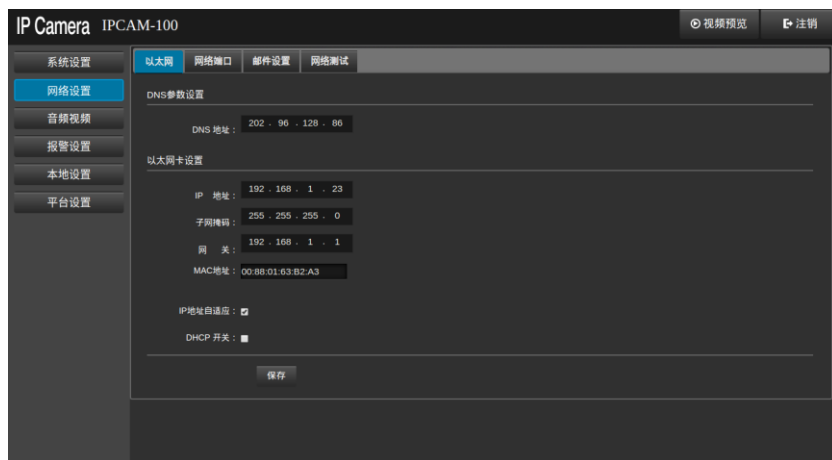 IP Camera IPCAM-100 视频预览 注销
系统设置
网络设置
音频视频
报警设置
本地设置
平台设置
以太网 网络端口 邮件设置 网络测试
DNS参数设置
DNS 地址： 202 . 96 . 128 . 86
以太网卡设置
IP 地址： 192 . 168 . 1 . 23
子网掩码： 255 . 255 . 255 . 0
网 关： 192 . 168 . 1 . 1
MAC地址： 00:88:01:63:B2:A3
IP地址自适应：
DHCP 开关：
保存